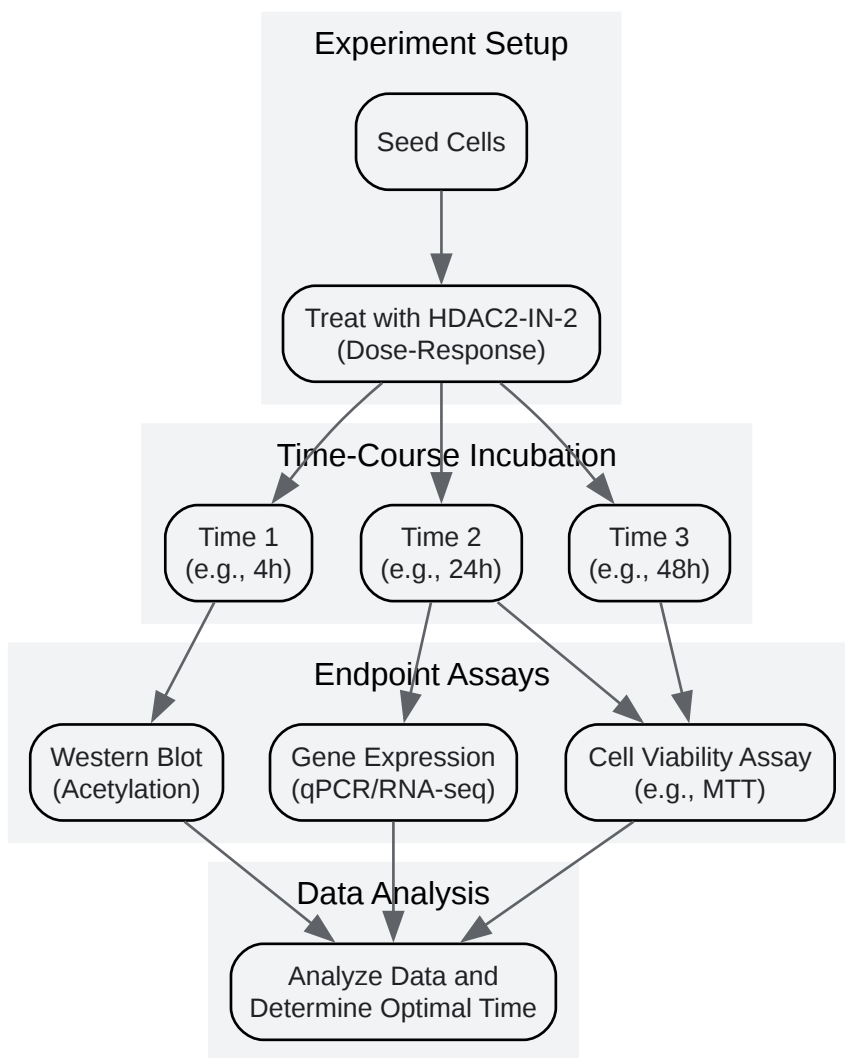 Experiment Setup
Seed Cells
Treat with HDAC2-IN-2
(Dose-Response)
Time-Course Incubation
Time 1
(e.g., 4h)
Time 2
(e.g., 24h)
Time 3
(e.g., 48h)
Endpoint Assays
Western Blot
(Acetylation)
Gene Expression
(qPCR/RNA-seq)
Cell Viability Assay
(e.g., MTT)
Data Analysis
Analyze Data and
Determine Optimal Time